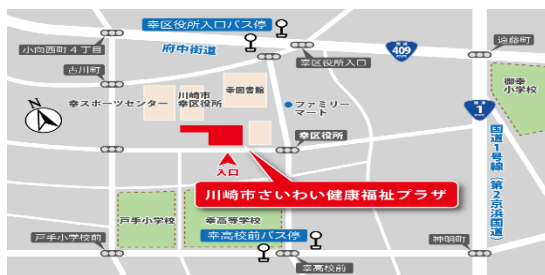 幸区役所入口バス停
小向西町4丁目
府中街道
国道
409
遠藤町
古川町
幸区役所入口
幸図書館
川崎市
幸区役所
幸スポーツセンター
ファミリー
マート
御幸
小学校
国道
1
N
幸区役所
入口
川崎市さいわい健康福祉プラザ
国道1号線(第2京浜国道)
戸手小学校
幸高等学校
幸高校前バス停
戸手小学校前
幸高校前
神明町